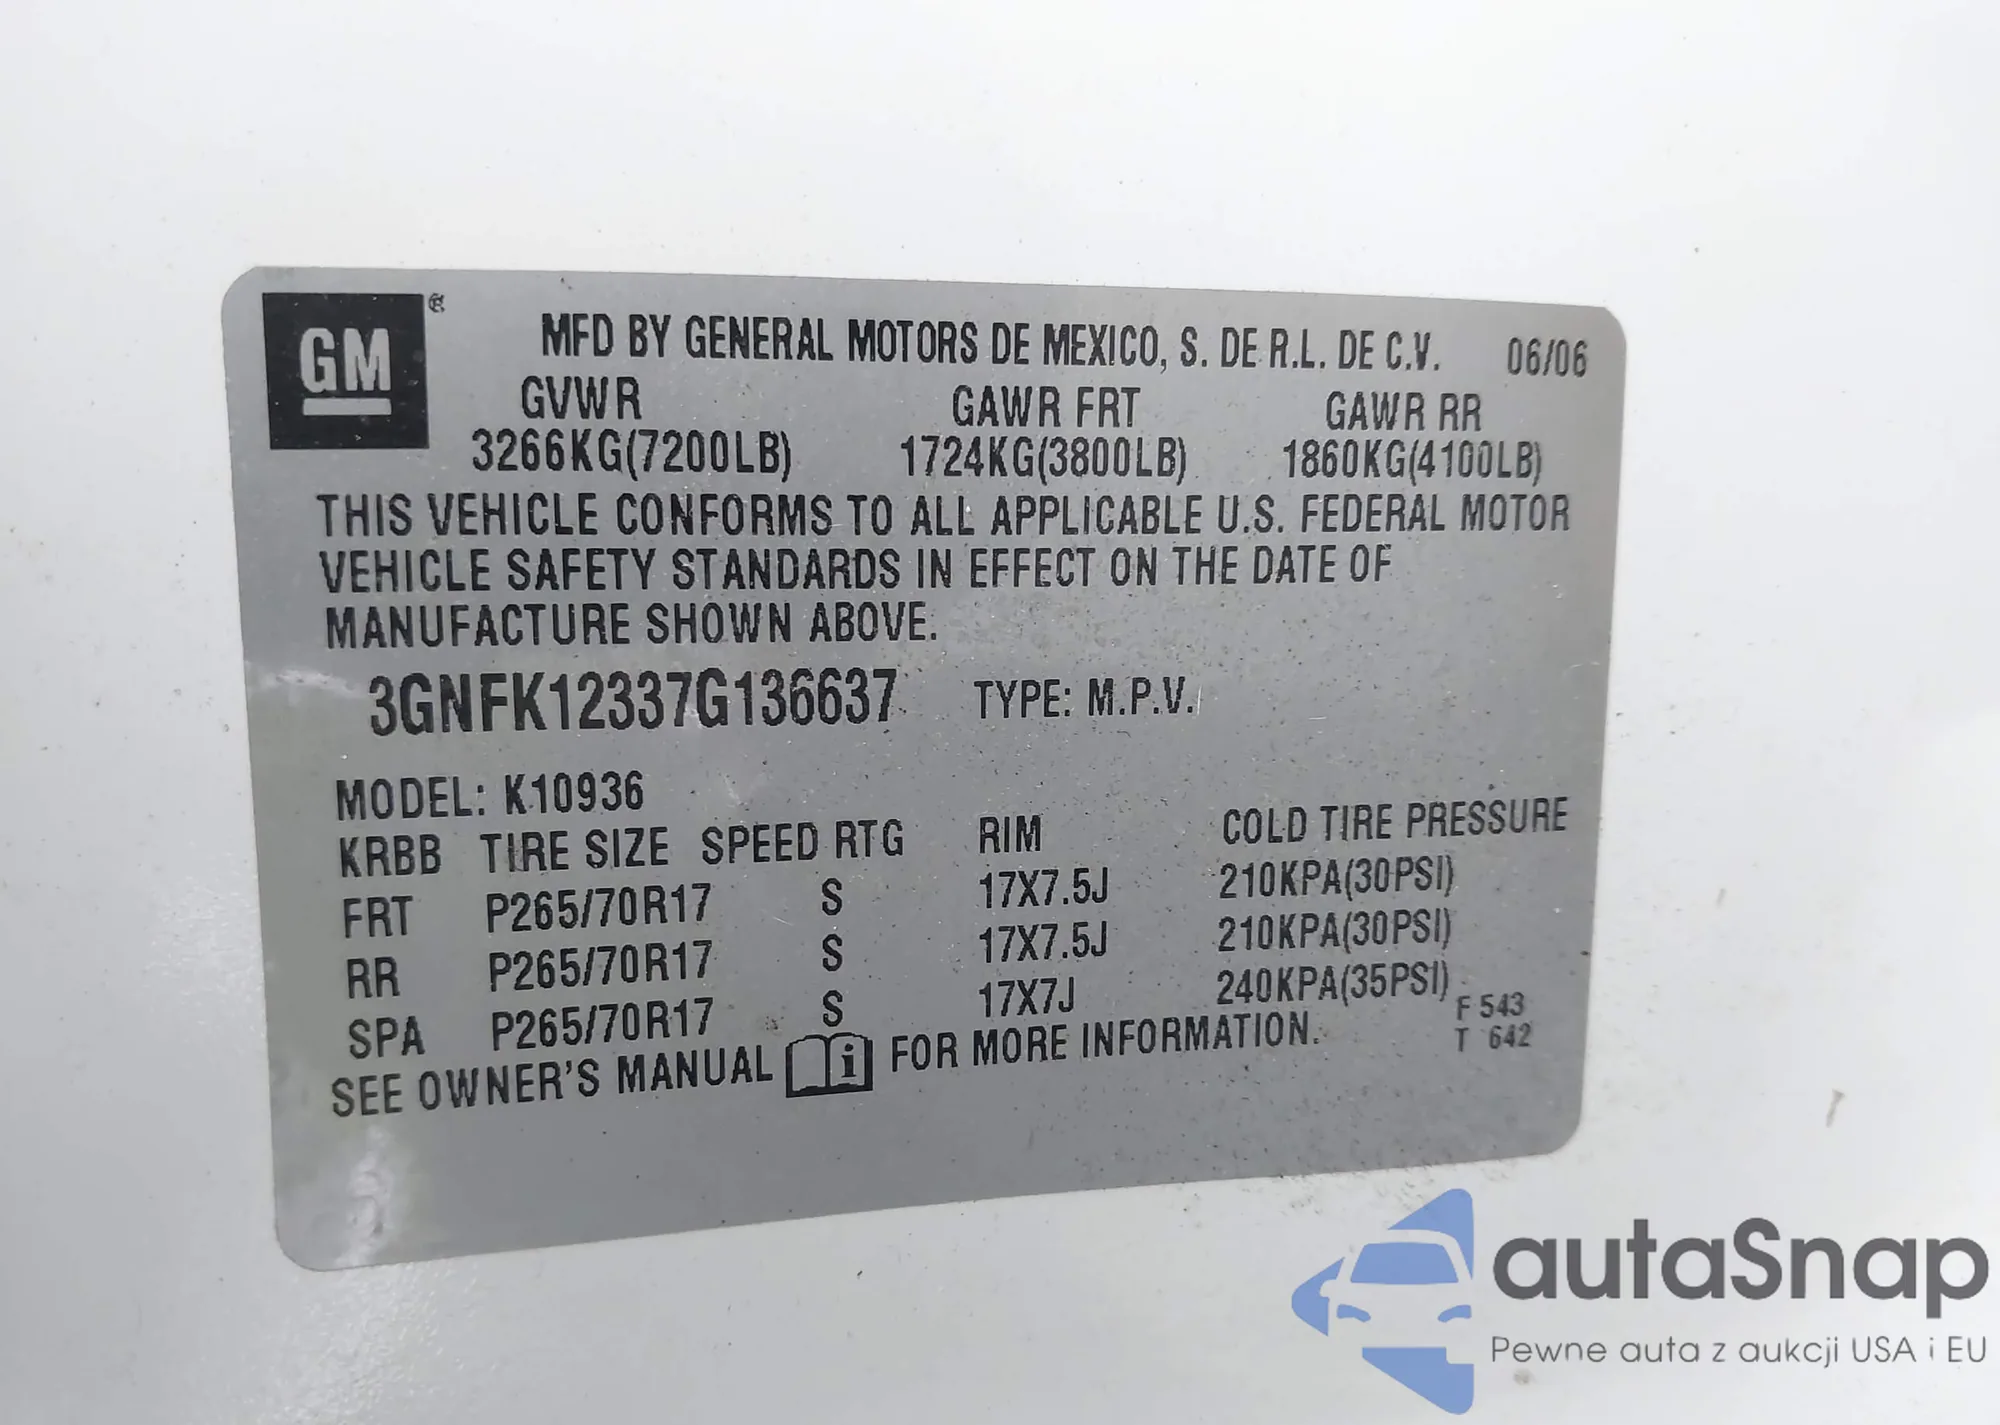 GM
MFD BY GENERAL MOTORS DE MEXICO, S. DE R.L. DE C.V. 06/06
GVWR GAWR FRT GAWR RR
3266KG(7200LB) 1724KG(3800LB) 1860KG(4100LB)
THIS VEHICLE CONFORMS TO ALL APPLICABLE U.S. FEDERAL MOTOR
VEHICLE SAFETY STANDARDS IN EFFECT ON THE DATE OF
MANUFACTURE SHOWN ABOVE.
3GNFK12337G136637 TYPE: M.P.V.
MODEL: K10936
KRBB TIRE SIZE SPEED RTG RIM COLD TIRE PRESSURE
FRT P265/70R17 S 17X7.5J 210KPA(30PSI)
RR P265/70R17 S 17X7.5J 210KPA(30PSI)
SPA P265/70R17 S 17X7J 240KPA(35PSI)
F 543
SEE OWNER'S MANUAL i FOR MORE INFORMATION. T 642
autaSnap
Pewne auta z aukcji USA i EU